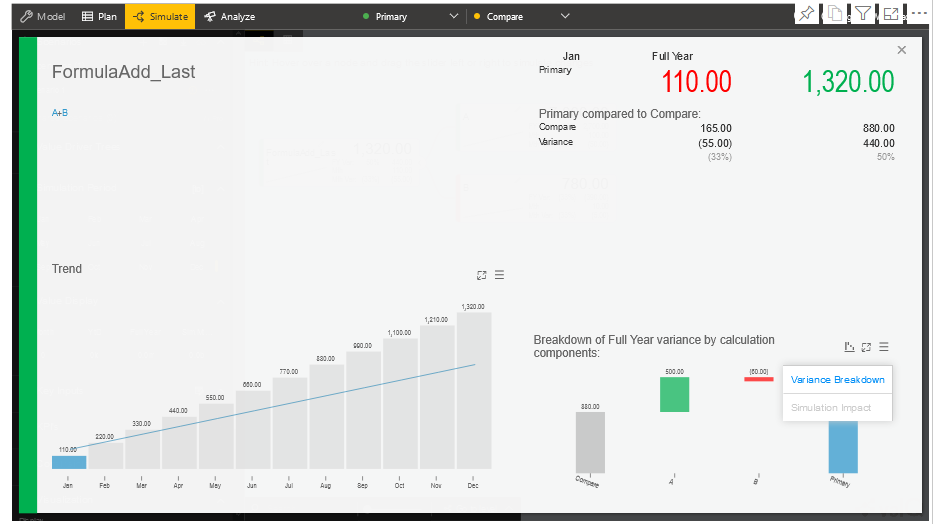 Model Plan Simulate Analyze Primary Compare
FormulaAdd_Last
A+B
Jan Full Year
Primary 110.00 1,320.00
Primary compared to Compare:
Compare 165.00 880.00
Variance (55.00) 440.00
(33%) 50%
Trend
110.00 220.00 330.00 440.00 550.00 660.00 770.00 880.00 990.00 1,100.00 1,210.00 1,320.00
Jan Feb Mar Apr May Jun Jul Aug Sep Oct Nov Dec
Breakdown of Full Year variance by calculation
components:
Variance Breakdown
Simulation Impact
880.00 500.00 (60.00)
Compare A B Primary